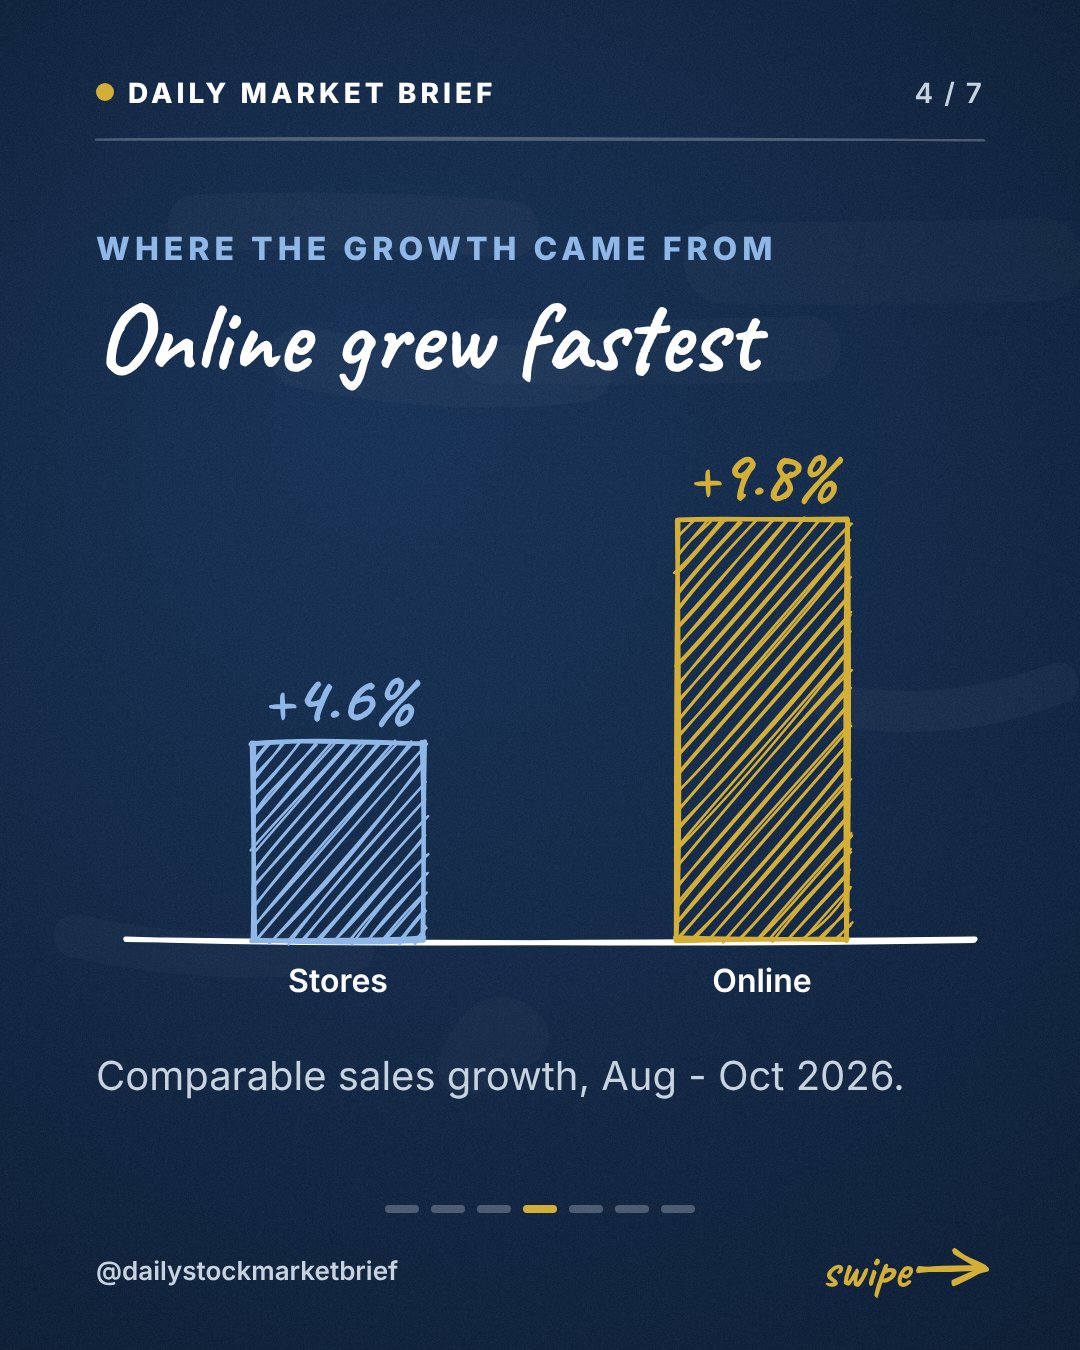 DAILY MARKET BRIEF
4 / 7
WHERE THE GROWTH CAME FROM
Online grew fastest
+9.8%
+4.6%
Stores
Online
Comparable sales growth, Aug - Oct 2026.
@dailystockmarketbrief
swipe